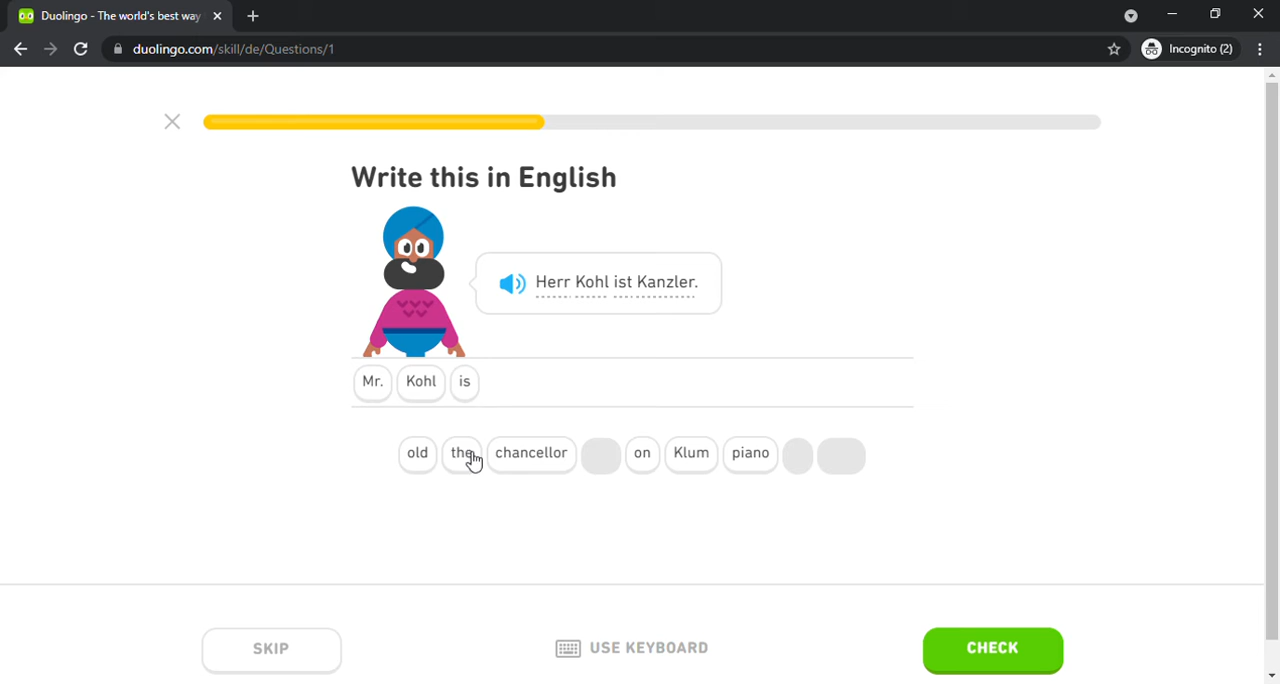 Duolingo - The world's best way
duolingo.com/skill/de/Questions/1
Incognito (2)
Write this in English
Herr Kohl ist Kanzler.
Mr. Kohl is
old the chancellor on Klum piano
SKIP USE KEYBOARD CHECK